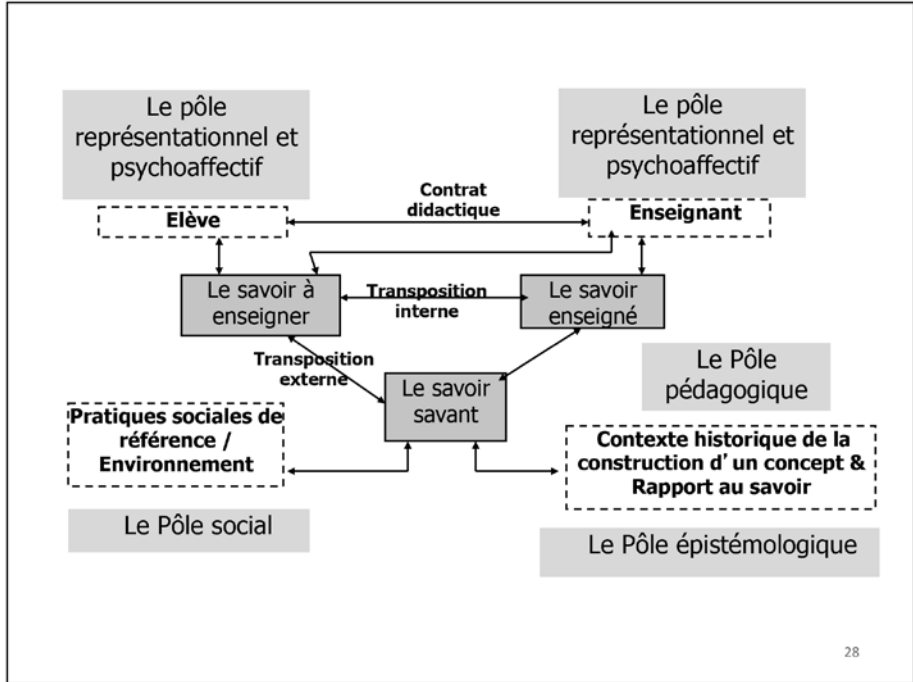 Le pôle
représentationnel et
psychoaffectif
Le pôle
représentationnel et
psychoaffectif
Contrat
didactique
Elève
Enseignant
Le savoir à
enseigner
Transposition
interne
Le savoir
enseigné
Transposition
externe
Le savoir
savant
Le Pôle
pédagogique
Pratiques sociales de
référence /
Environnement
Contexte historique de la
construction d’un concept &
Rapport au savoir
Le Pôle social
Le Pôle épistémologique
28